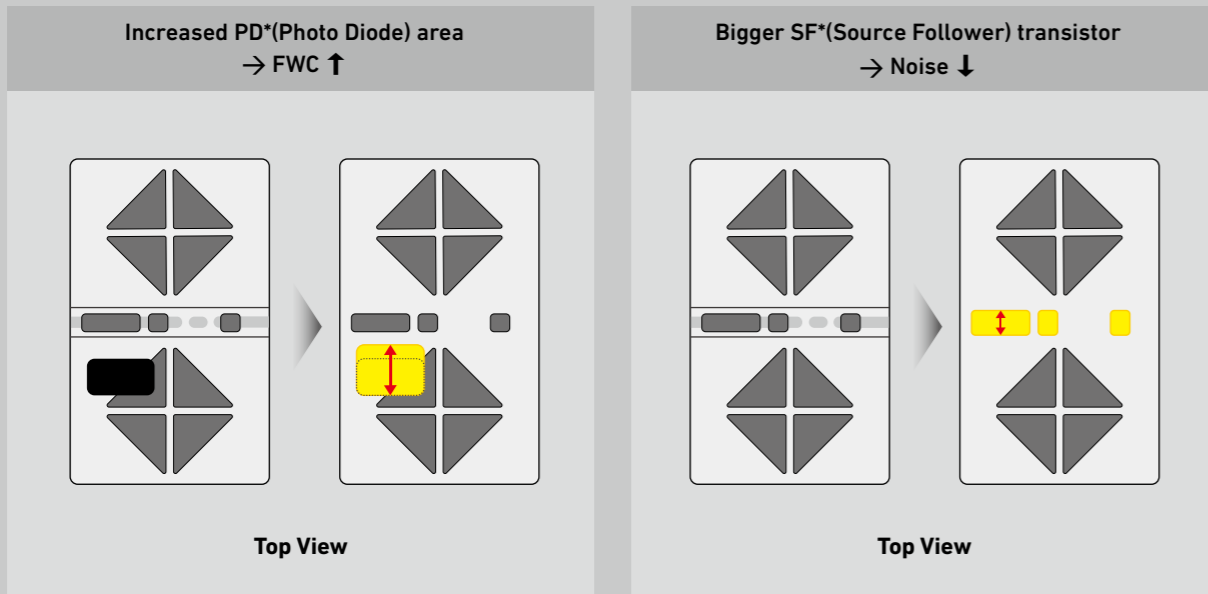 Increased PD*(Photo Diode) area
→ FWC ↑
Bigger SF*(Source Follower) transistor
→ Noise ↓
Top View
Top View